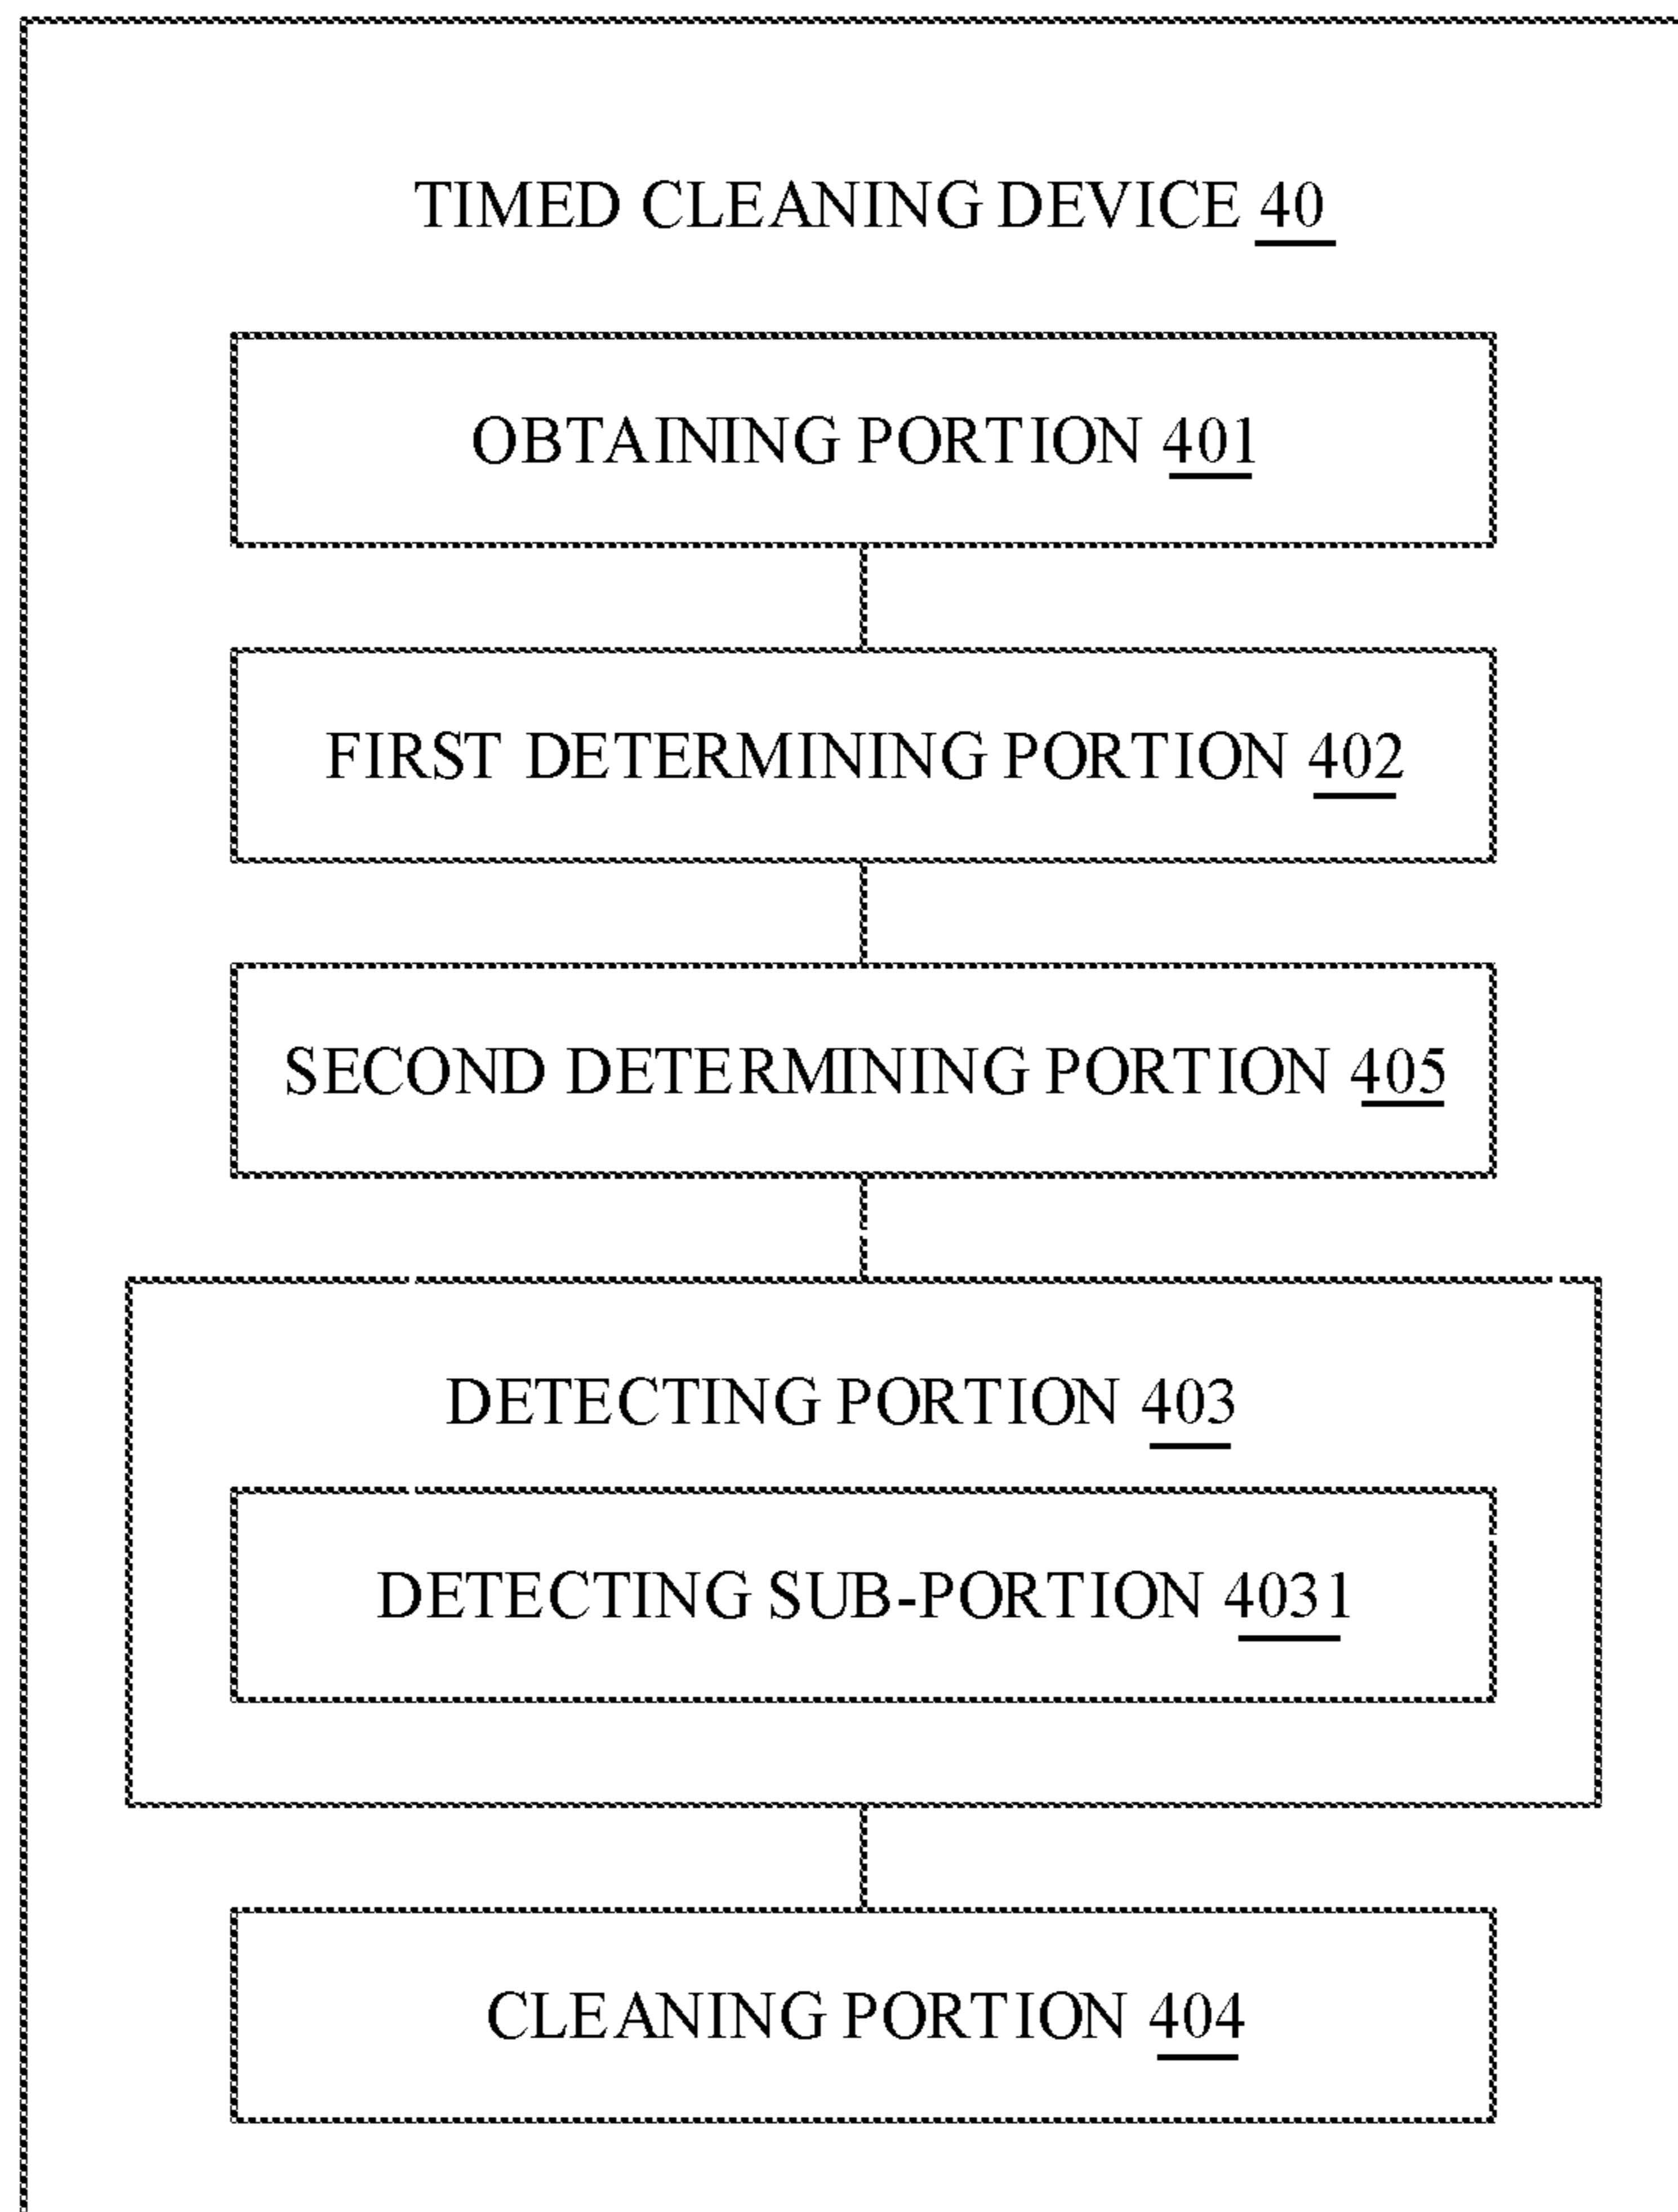 TIMED CLEANING DEVICE 40
OBTAINING PORTION 401
FIRST DETERMINING PORTION 402
SECOND DETERMINING PORTION 405
DETECTING PORTION 403
DETECTING SUB-PORTION 4031
CLEANING PORTION 404